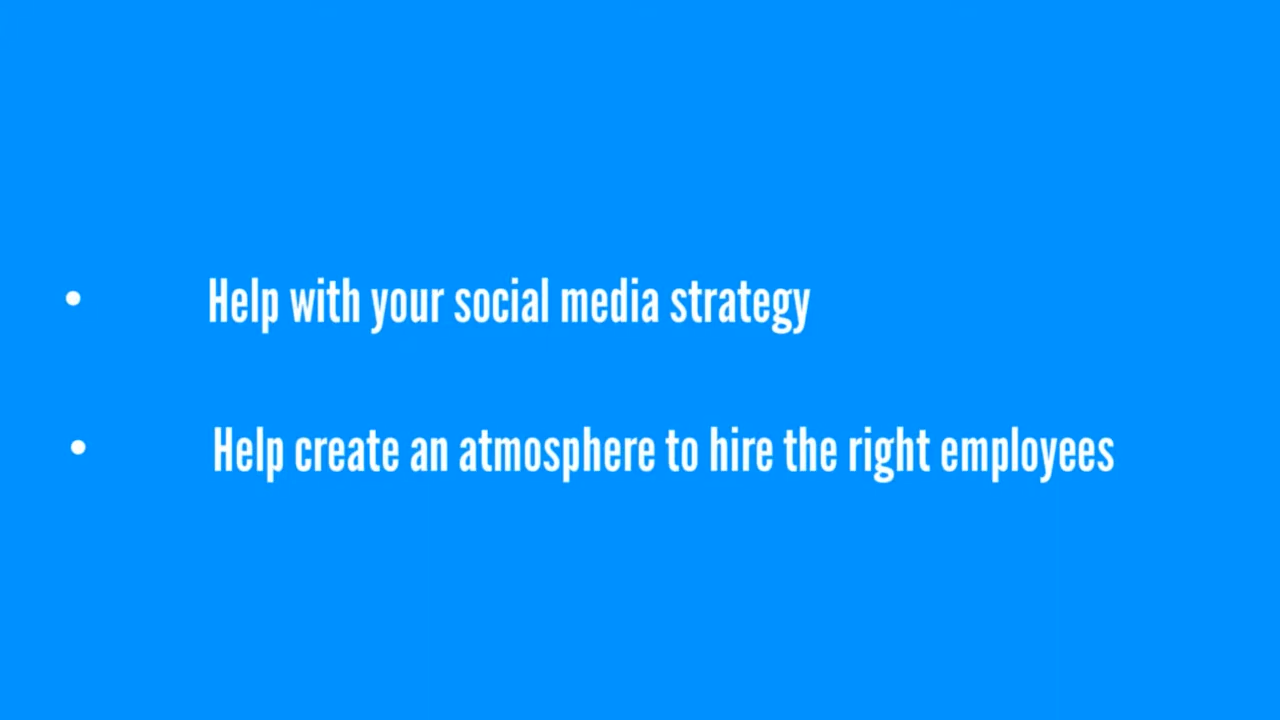 • Help with your social media strategy
• Help create an atmosphere to hire the right employees